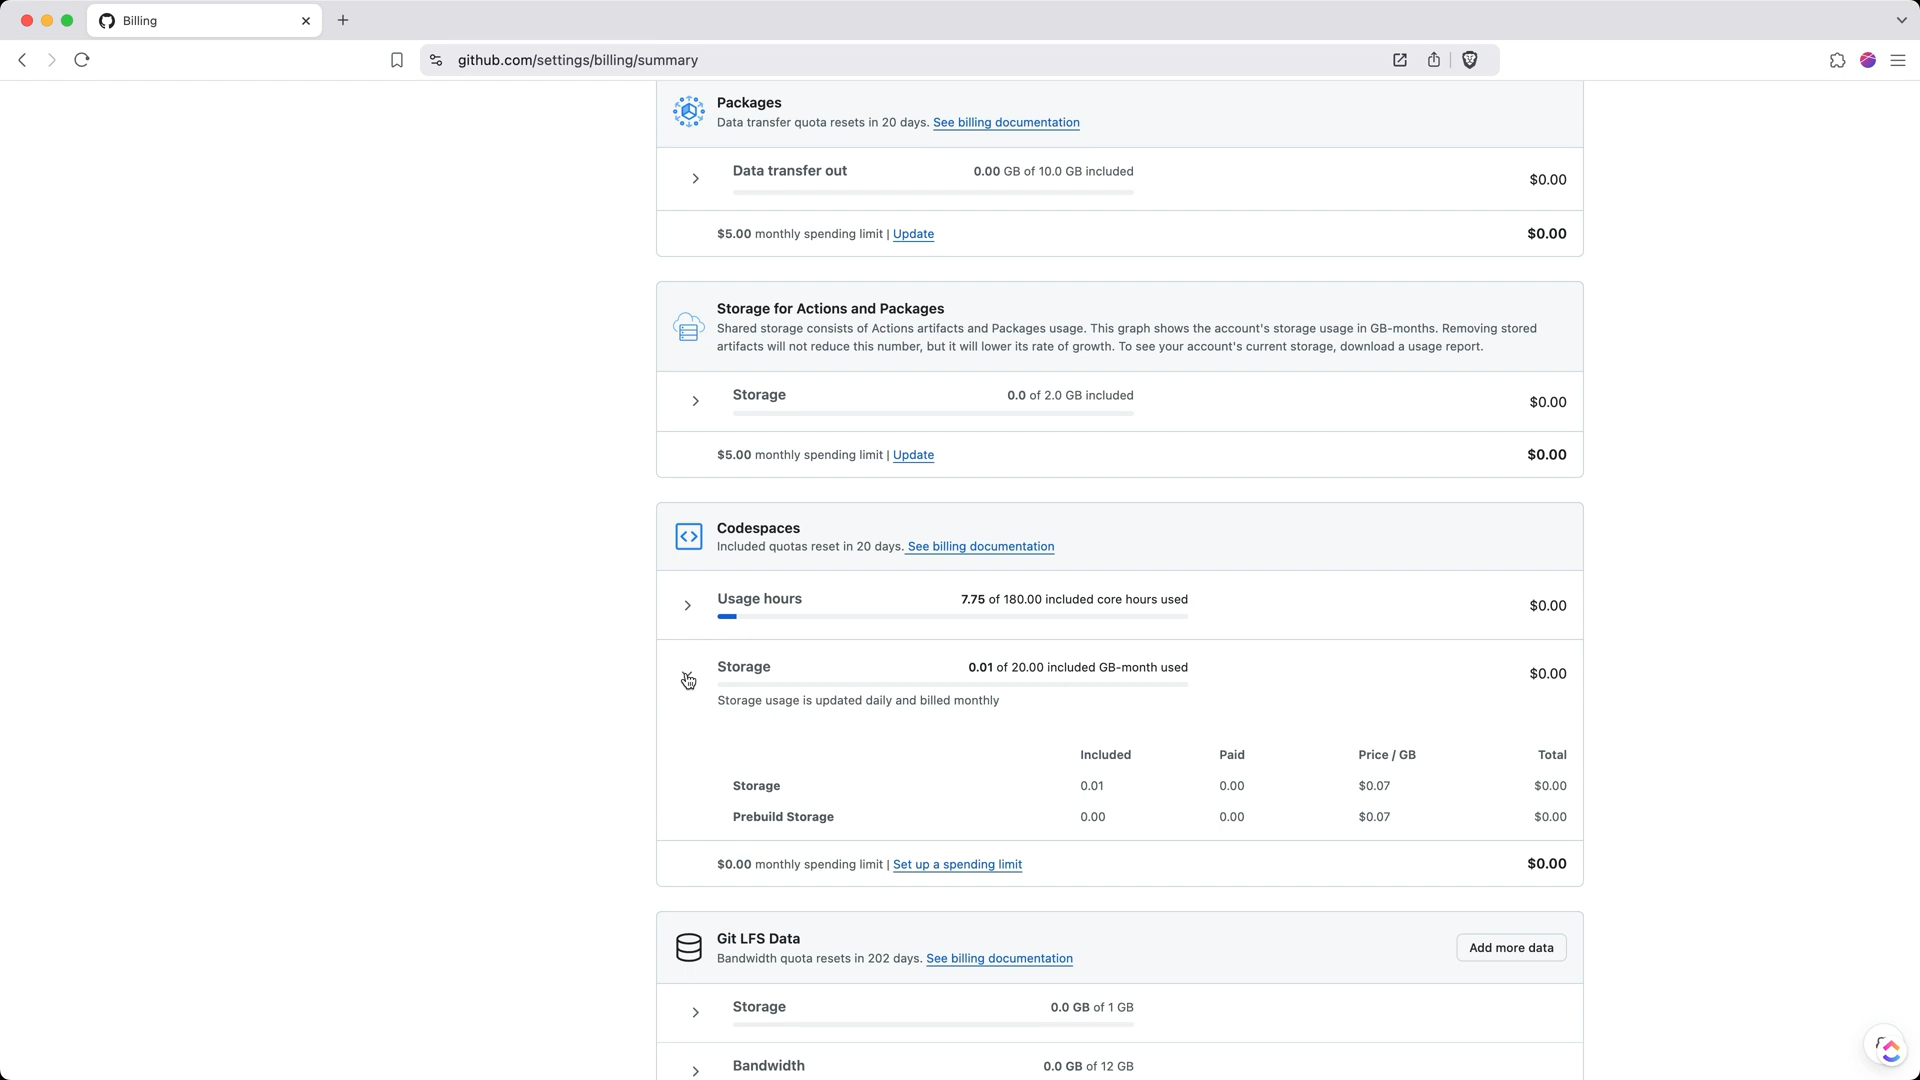 Billing
github.com/settings/billing/summary
Packages
Data transfer quota resets in 20 days. See billing documentation
Data transfer out 0.00 GB of 10.0 GB included $0.00
$5.00 monthly spending limit | Update $0.00
Storage for Actions and Packages
Shared storage consists of Actions artifacts and Packages usage. This graph shows the account's storage usage in GB-months. Removing stored
artifacts will not reduce this number, but it will lower its rate of growth. To see your account's current storage, download a usage report.
Storage 0.0 of 2.0 GB included $0.00
$5.00 monthly spending limit | Update $0.00
Codespaces
Included quotas reset in 20 days. See billing documentation
Usage hours 7.75 of 180.00 included core hours used $0.00
Storage 0.01 of 20.00 included GB-month used $0.00
Storage usage is updated daily and billed monthly
Included Paid Price / GB Total
Storage 0.01 0.00 $0.07 $0.00
Prebuild Storage 0.00 0.00 $0.07 $0.00
$0.00 monthly spending limit | Set up a spending limit $0.00
Git LFS Data
Bandwidth quota resets in 202 days. See billing documentation
Add more data
Storage 0.0 GB of 1 GB
Bandwidth 0.0 GB of 12 GB